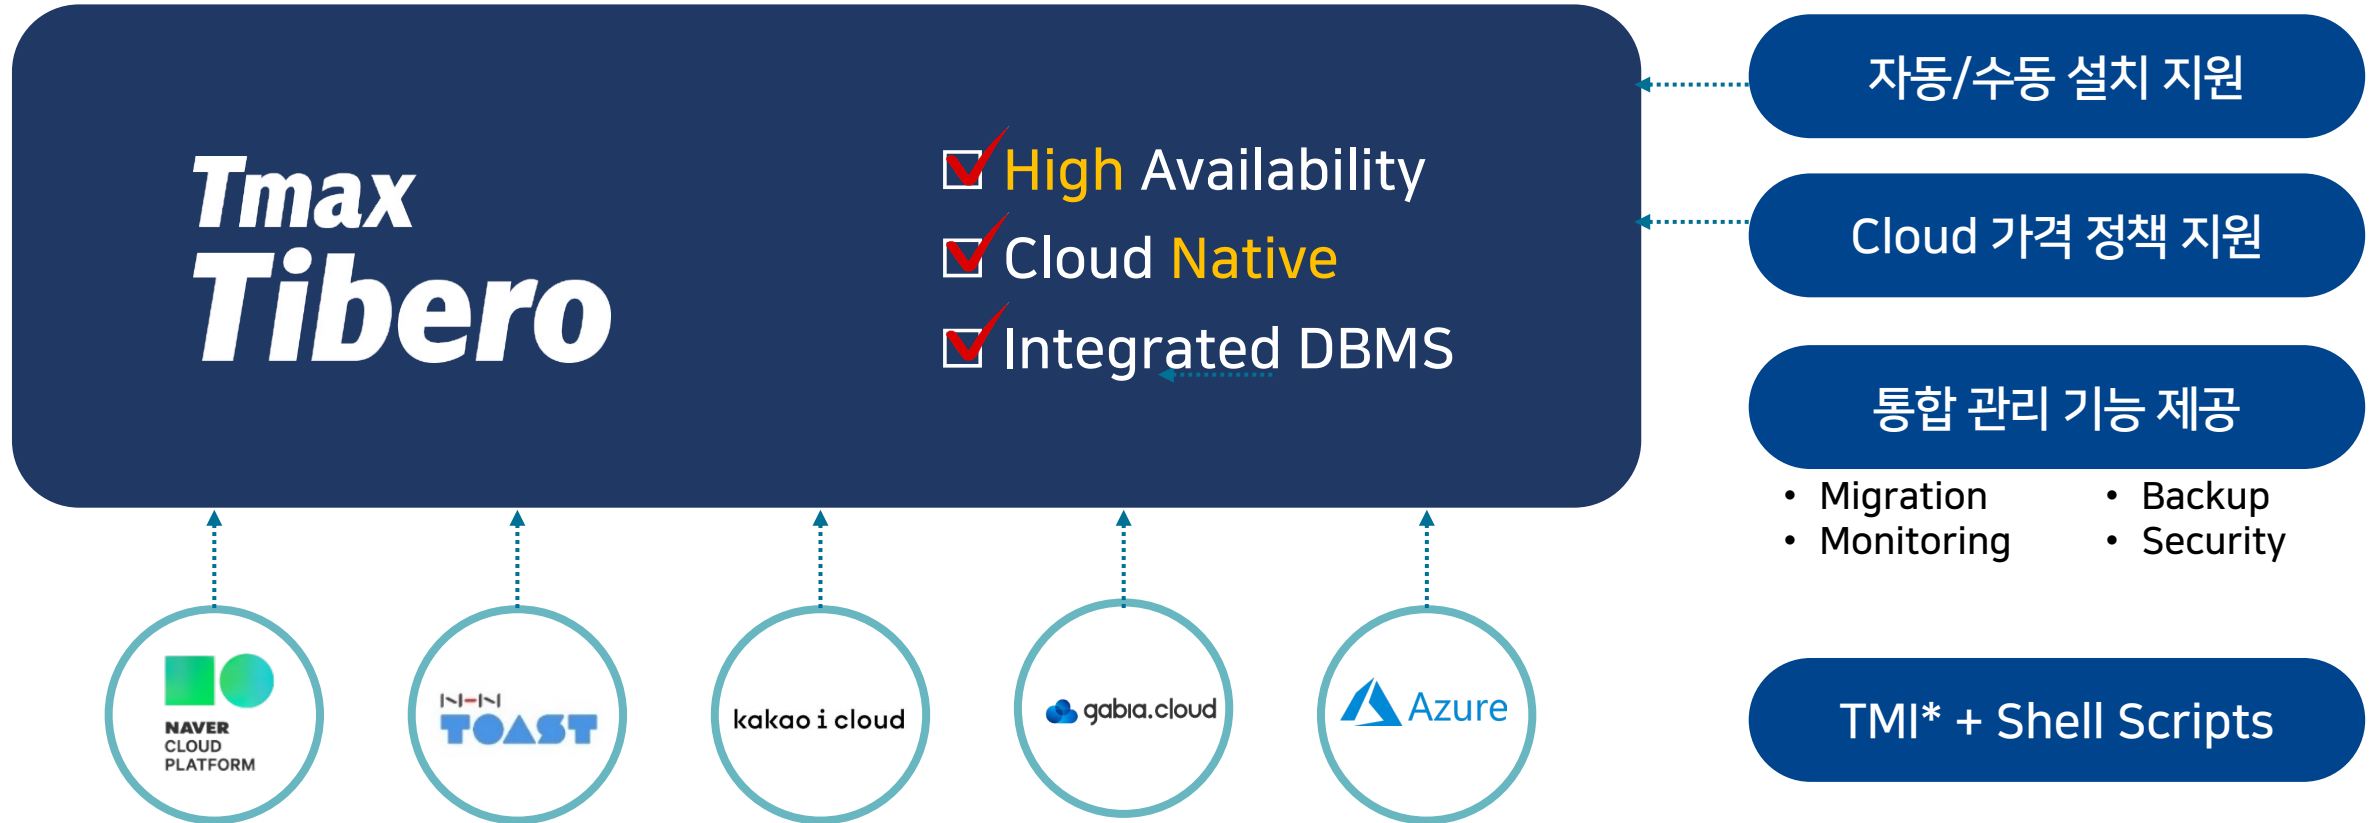 Tmax
Tibero
High Availability
Cloud Native
Integrated DBMS
자동/수동 설치 지원
Cloud 가격 정책 지원
통합 관리 기능 제공
• Migration
• Backup
• Monitoring
• Security
TMI* + Shell Scripts
NAVER
CLOUD
PLATFORM
NHN
TOAST
kakao i cloud
gabia.cloud
Azure